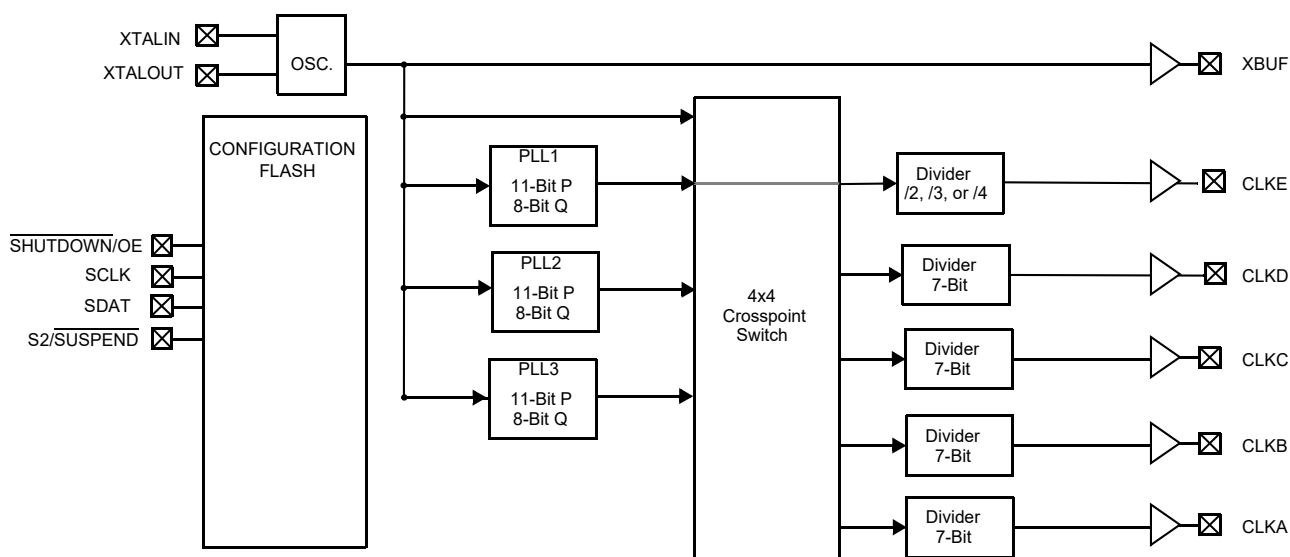 XTALIN
XTALOUT
OSC.
XBUF
CONFIGURATION
FLASH
SHUTDOWN/OE
SCLK
SDAT
S2/SUSPEND
PLL1
11-Bit P
8-Bit Q
PLL2
11-Bit P
8-Bit Q
PLL3
11-Bit P
8-Bit Q
4x4
Crosspoint
Switch
Divider
/2, /3, or /4
CLKE
Divider
7-Bit
CLKD
Divider
7-Bit
CLKC
Divider
7-Bit
CLKB
Divider
7-Bit
CLKA